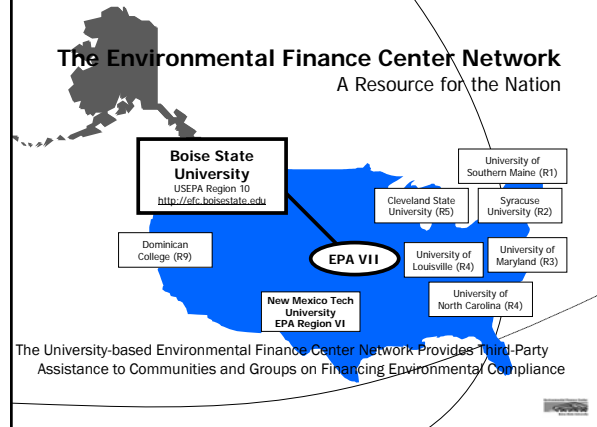 The Environmental Finance Center Network
A Resource for the Nation
Boise State
University
USEPA Region 10
http://efc.boisestate.edu
University of
Southern Maine (R1)
Cleveland State
University (R5)
Syracuse
University (R2)
Dominican
College (R9)
EPA VII
University of
Louisville (R4)
University of
Maryland (R3)
New Mexico Tech
University
EPA Region VI
University of
North Carolina (R4)
The University-based Environmental Finance Center Network Provides Third-Party
Assistance to Communities and Groups on Financing Environmental Compliance